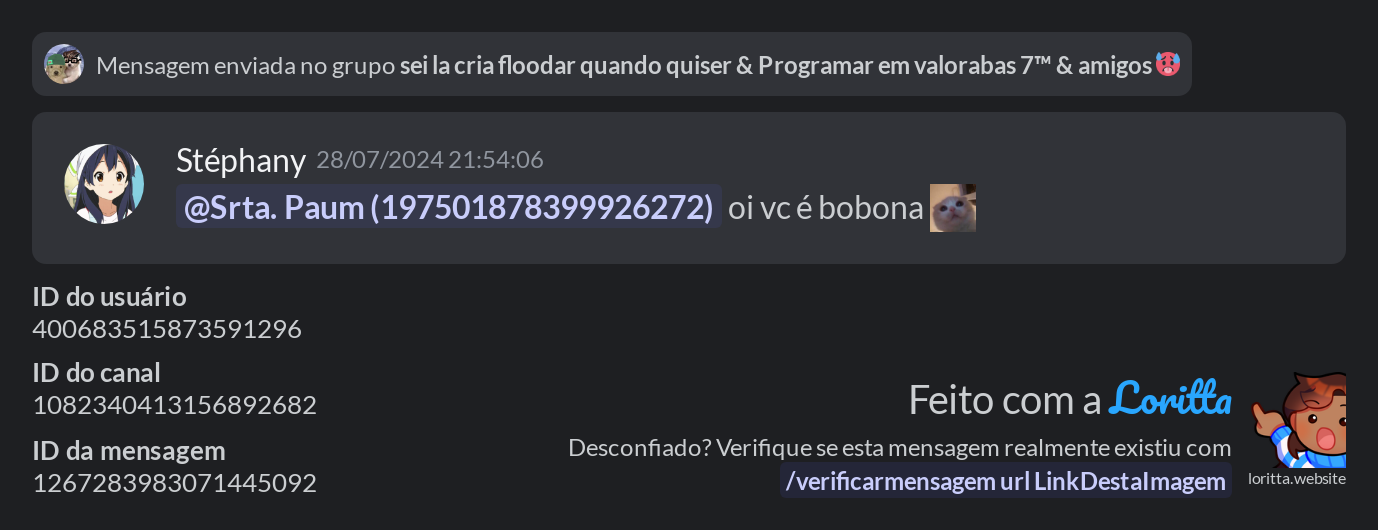 Mensagem enviada no grupo sei la cria floodar quando quiser & Programar em valorabas 7™ & amigos 🥵
Stéphany 28/07/2024 21:54:06
@Srta. Paum (197501878399926272) oi vc é bobona
ID do usuário
400683515873591296
ID do canal
1082340413156892682
ID da mensagem
1267283983071445092
Feito com a Loritta
Desconfiado? Verifique se esta mensagem realmente existiu com
/verificarmensagem url LinkDestaImagem
loritta.website